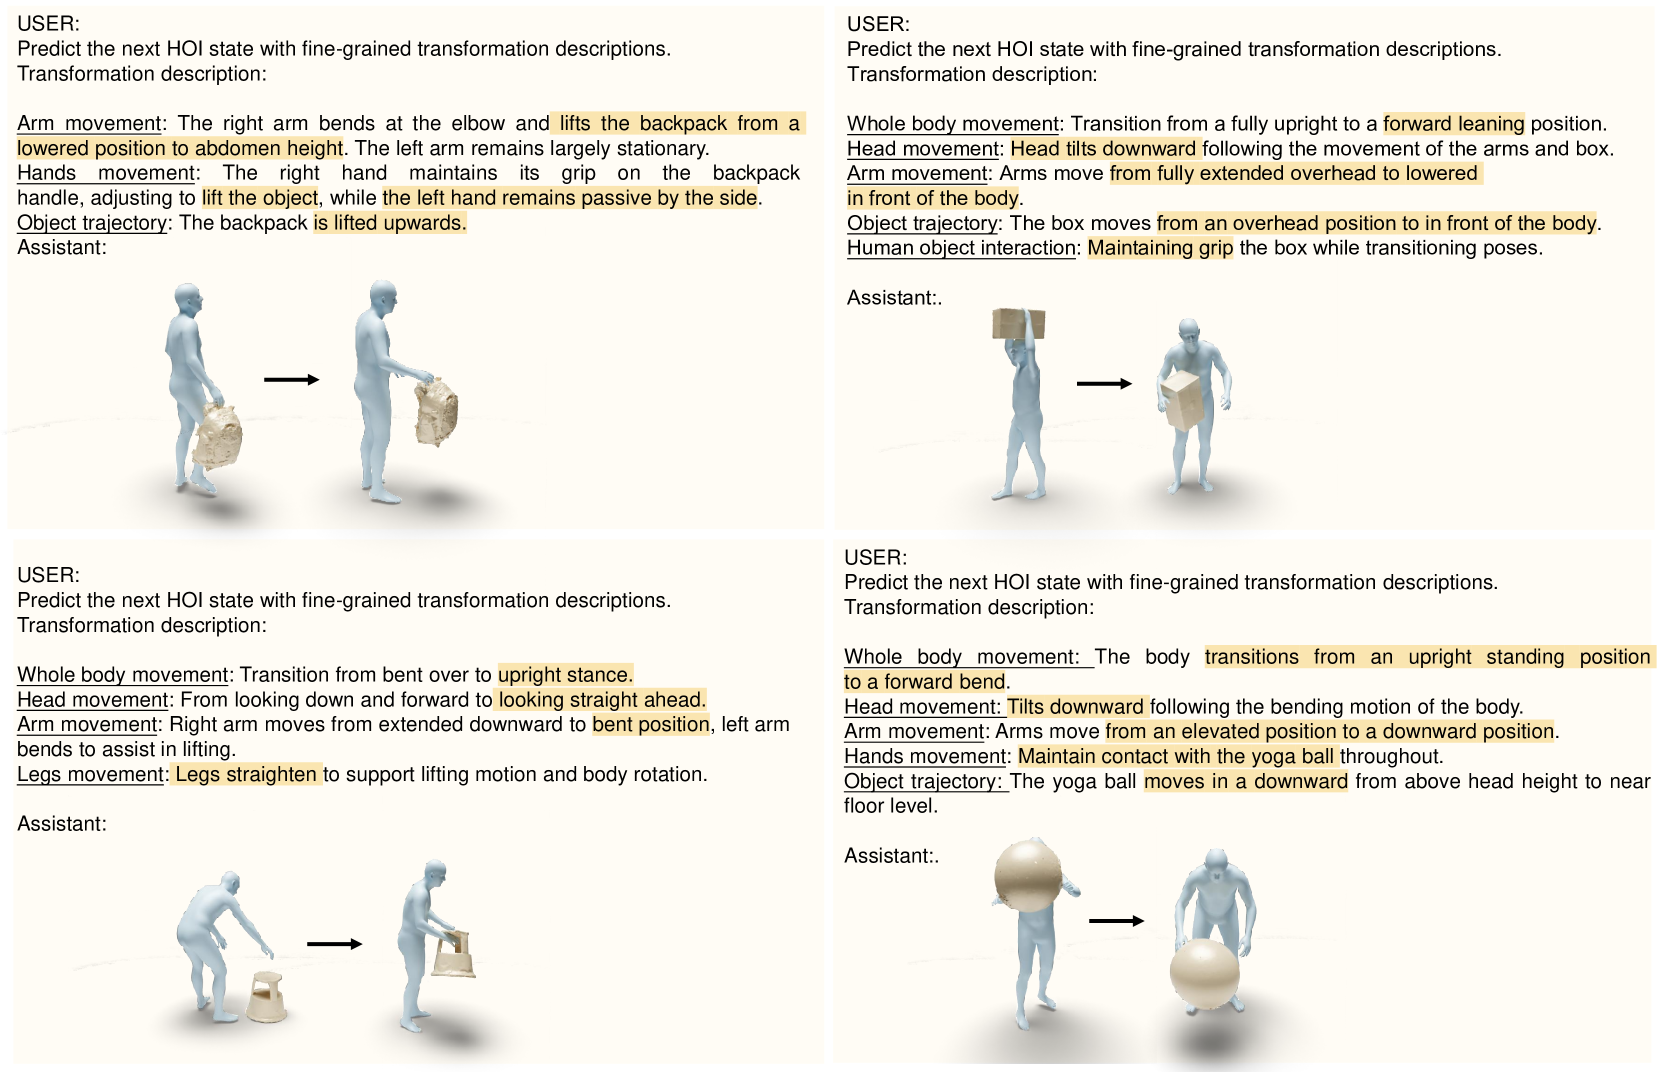 USER:
Predict the next HOI state with fine-grained transformation descriptions.
Transformation description:
Arm movement: The right arm bends at the elbow and lifts the backpack from a
lowered position to abdomen height. The left arm remains largely stationary.
Hands movement: The right hand maintains its grip on the backpack
handle, adjusting to lift the object, while the left hand remains passive by the side.
Object trajectory: The backpack is lifted upwards.
Assistant:
USER:
Predict the next HOI state with fine-grained transformation descriptions.
Transformation description:
Whole body movement: Transition from a fully upright to a forward leaning position.
Head movement: Head tilts downward following the movement of the arms and box.
Arm movement: Arms move from fully extended overhead to lowered
in front of the body.
Object trajectory: The box moves from an overhead position to in front of the body.
Human object interaction: Maintaining grip the box while transitioning poses.
Assistant:.
USER:
Predict the next HOI state with fine-grained transformation descriptions.
Transformation description:
Whole body movement: Transition from bent over to upright stance.
Head movement: From looking down and forward to looking straight ahead.
Arm movement: Right arm moves from extended downward to bent position, left arm
bends to assist in lifting.
Legs movement: Legs straighten to support lifting motion and body rotation.
Assistant:
USER:
Predict the next HOI state with fine-grained transformation descriptions.
Transformation description:
Whole body movement: The body transitions from an upright standing position
to a forward bend.
Head movement: Tilts downward following the bending motion of the body.
Arm movement: Arms move from an elevated position to a downward position.
Hands movement: Maintain contact with the yoga ball throughout.
Object trajectory: The yoga ball moves in a downward from above head height to near
floor level.
Assistant:.